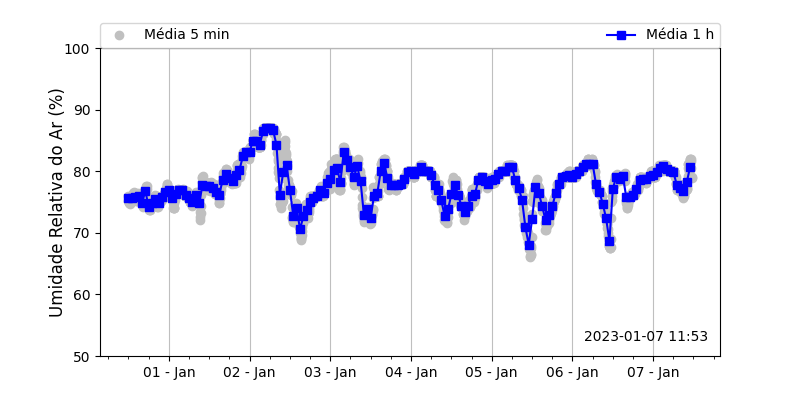 Média 5 min
Média 1 h
Umidade Relativa do Ar (%)
100
90
80
70
60
50
2023-01-07 11:53
01 - Jan
02 - Jan
03 - Jan
04 - Jan
05 - Jan
06 - Jan
07 - Jan